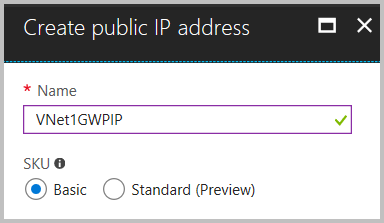 Create public IP address
* Name
VNet1GWPIP
SKU
Basic Standard (Preview)